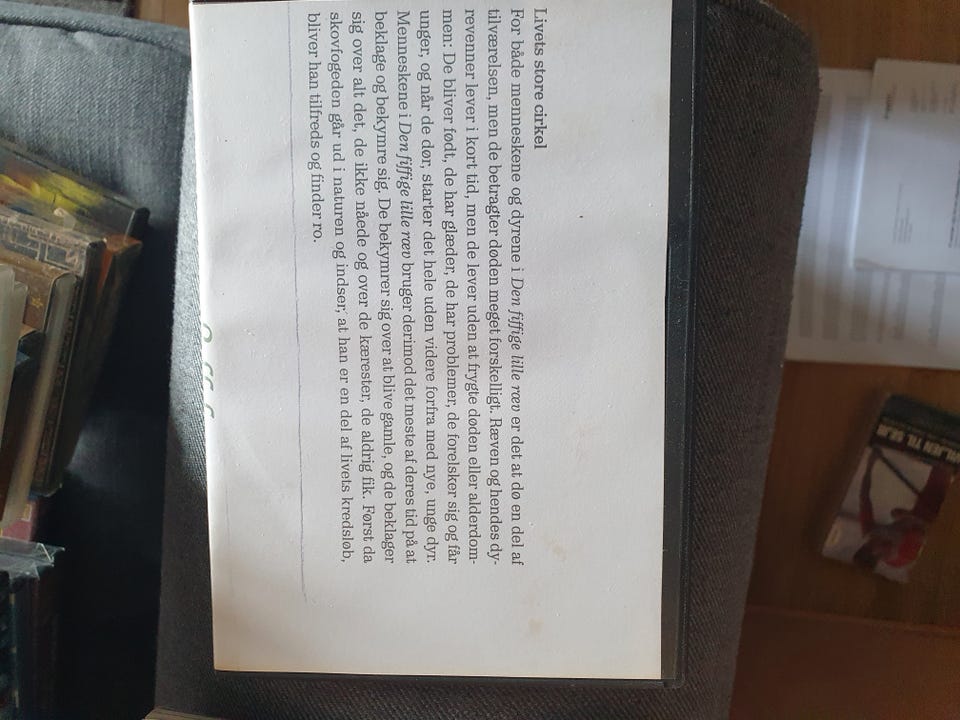 Livets store cirkel
For både menneskene og dyrene i Den fiffige lille ræv er det at dø en del af
tilværelsen, men de betragter døden meget forskelligt. Ræven og hendes dy-
revenner lever i kort tid, men de lever uden at frygte døden eller alderdom-
men: De bliver født, de har glæder, de har problemer, de forelsker sig og får
unger, og når de dør, starter det hele uden videre forfra med nye, unge dyr.
Menneskene i Den fiffige lille ræv bruger derimod det meste af deres tid på at
beklage og bekymre sig. De bekymrer sig over at blive gamle, og de beklager
sig over alt det, de ikke nåede og over de kærester, de aldrig fik. Først da
skovfogeden går ud i naturen og indser, at han er en del af livets kredsløb,
bliver han tilfreds og finder ro.